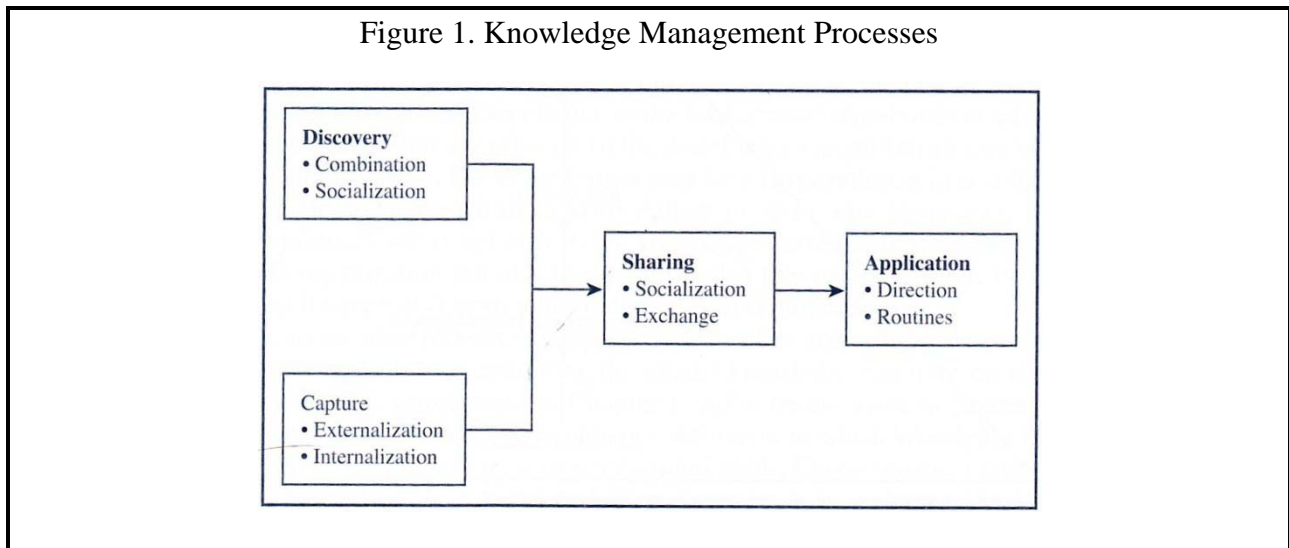 Figure 1. Knowledge Management Processes
Discovery
• Combination
• Socialization
Capture
• Externalization
• Internalization
Sharing
• Socialization
• Exchange
Application
• Direction
• Routines